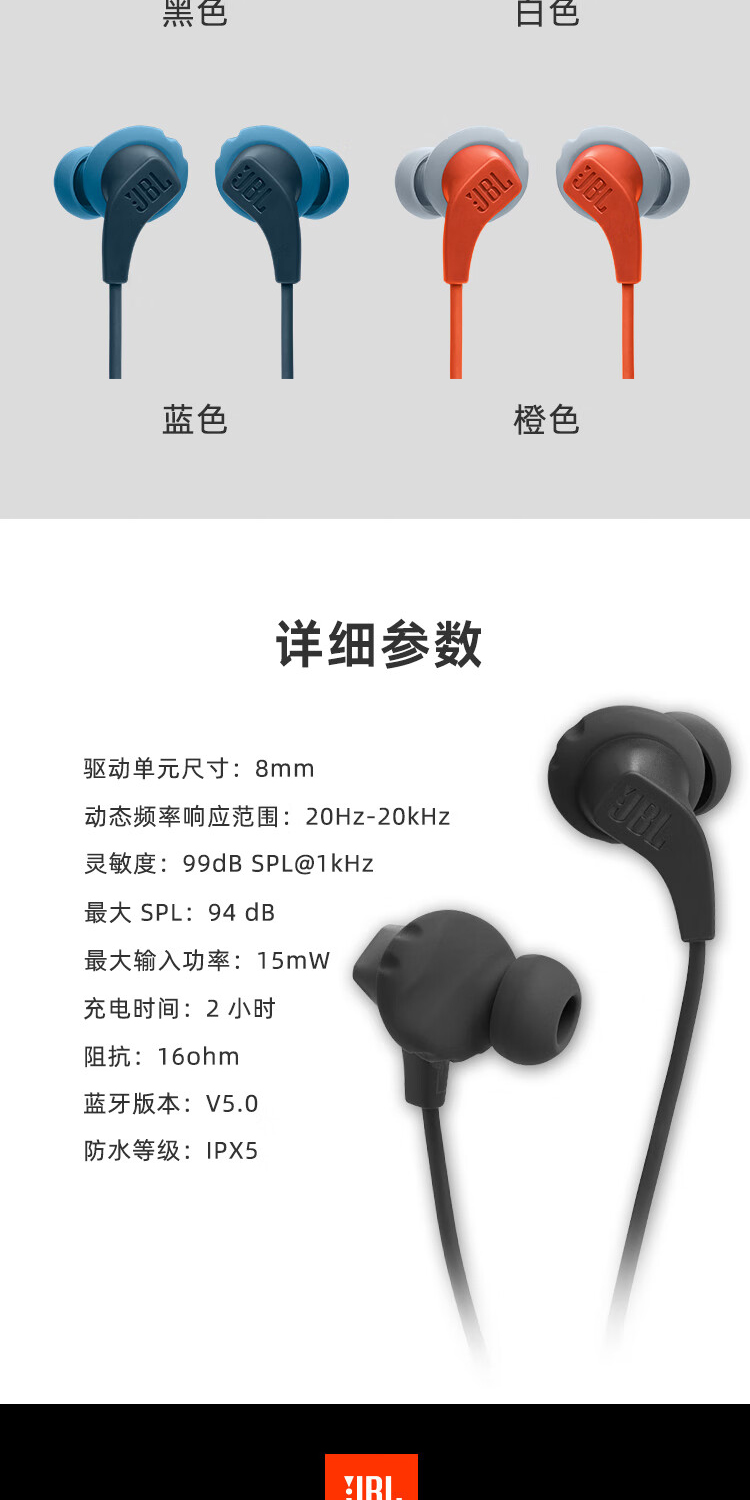 黑色
白色
JBL
JBL
JBL
JBL
蓝色
橙色
详细参数
驱动单元尺寸：8mm
动态频率响应范围：20Hz-20kHz
灵敏度：99dB SPL@1kHz
最大 SPL：94 dB
最大输入功率：15mW
充电时间：2 小时
阻抗：16ohm
蓝牙版本：V5.0
防水等级：IPX5
JBL
JBL